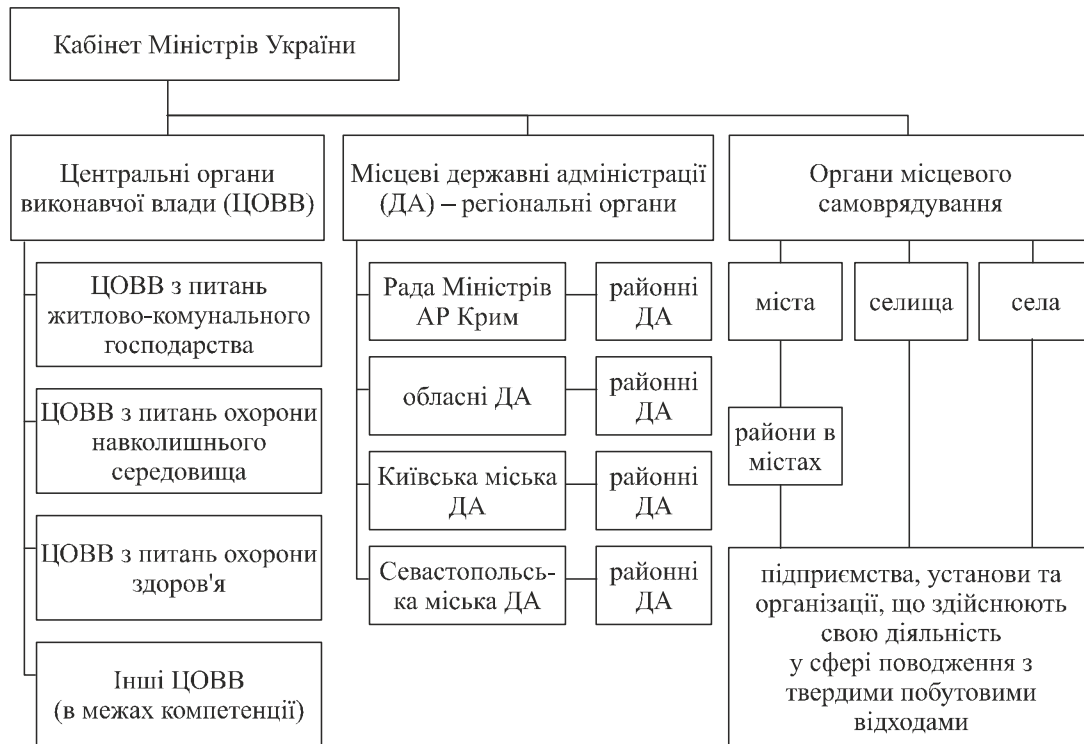 Кабінет Міністрів України
Центральні органи
виконавчої влади (ЦОВВ)
ЦОВВ з питань
житлово-комунального
господарства
ЦОВВ з питань охорони
навколишнього
середовища
ЦОВВ з питань охорони
здоров'я
Інші ЦОВВ
(в межах компетенції)
Місцеві державні адміністрації
(ДА) – регіональні органи
Рада Міністрів
АР Крим
районні
ДА
обласні ДА
районні
ДА
Київська міська
ДА
районні
ДА
Севастопольсь-
ка міська ДА
районні
ДА
Органи місцевого
самоврядування
міста
селища
села
райони в
містах
підприємства, установи та
організації, що здійснюють
свою діяльність
у сфері поводження з
твердими побутовими
відходами